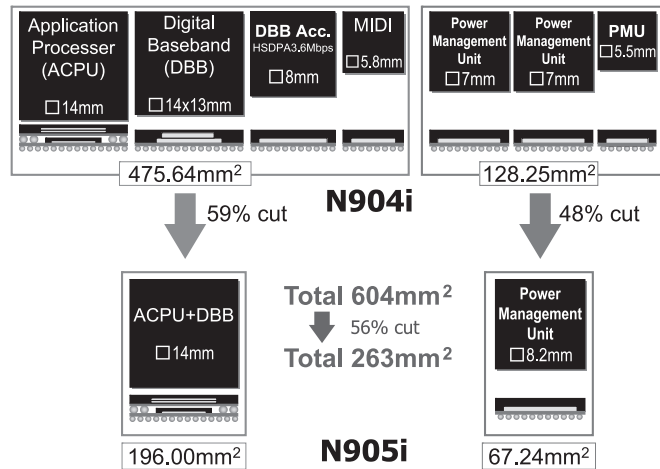 Application
Processer
(ACPU)
□14mm
Digital
Baseband
(DBB)
□14x13mm
DBB Acc.
HSDPA3.6Mbps
□8mm
MIDI
□5.8mm
Power
Management
Unit
□7mm
Power
Management
Unit
□7mm
PMU
□5.5mm
475.64mm²
128.25mm²
59% cut
N904i
48% cut
ACPU+DBB
□14mm
Total 604mm²
56% cut
Total 263mm²
Power
Management
Unit
□8.2mm
196.00mm²
N905i
67.24mm²